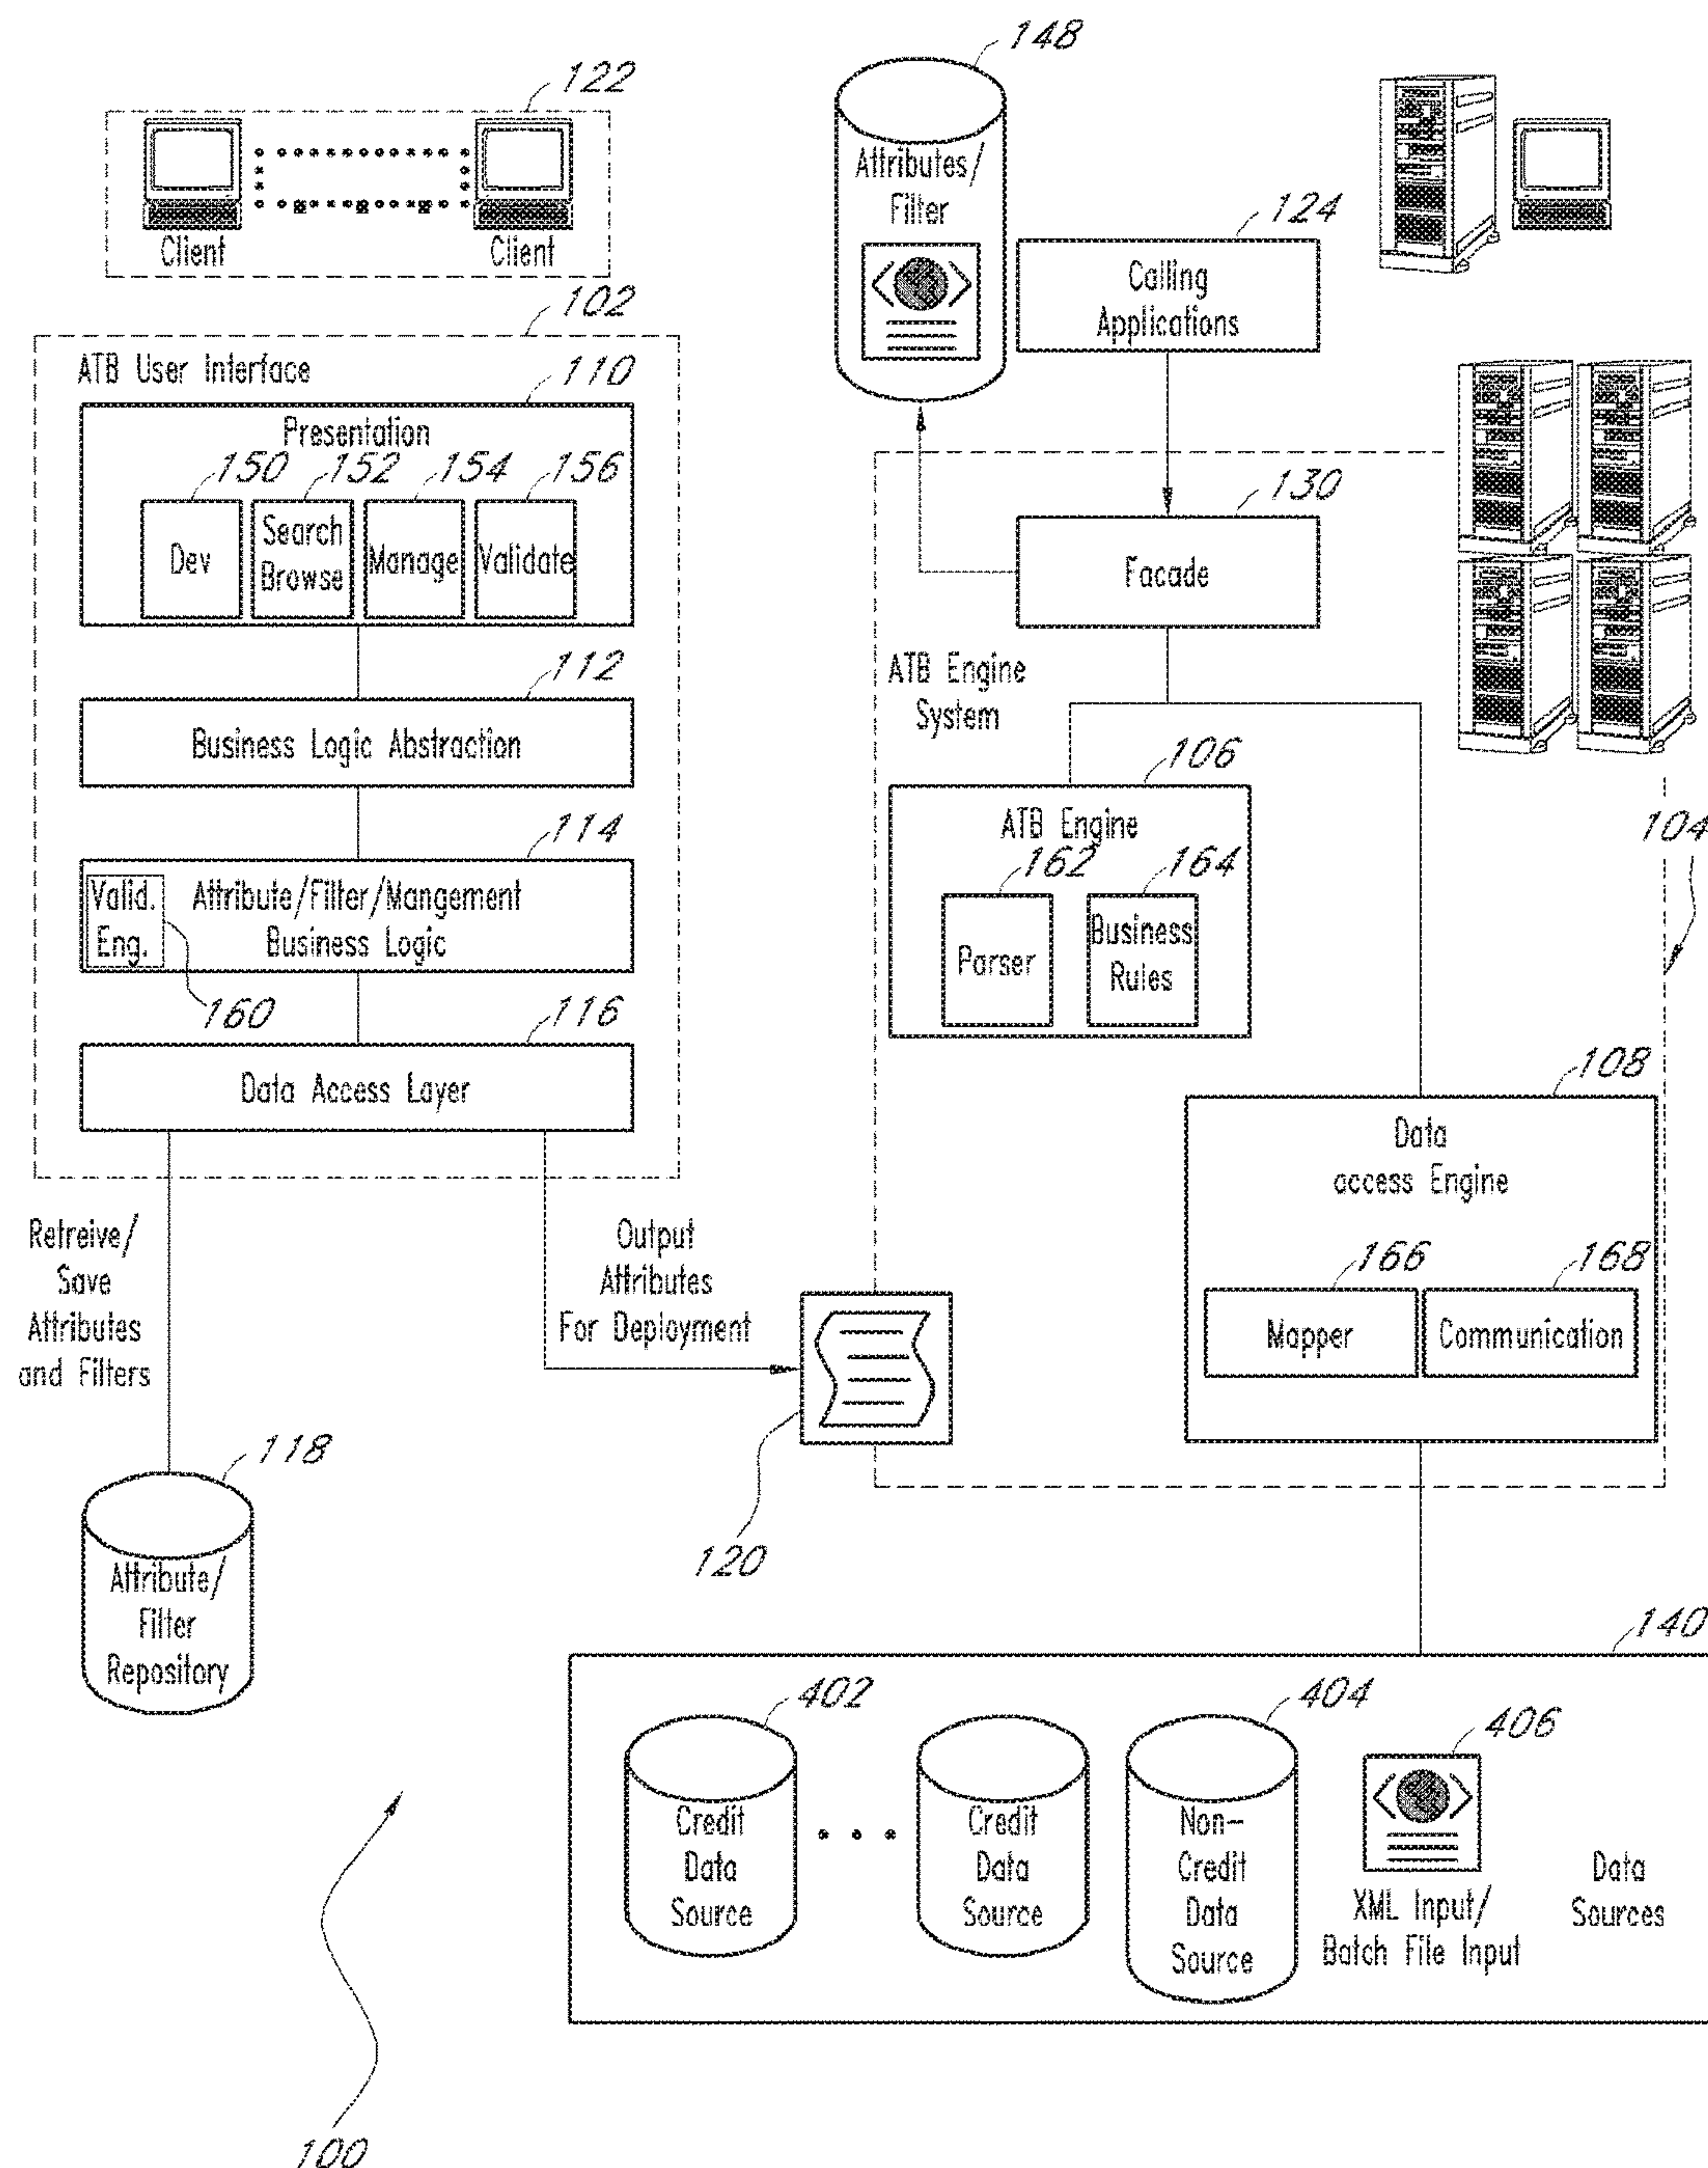 122
Client
Client
102
ATB User Interface
110
Presentation
150
152
154
156
Dev
Search
Browse
Manage
Validate
112
Business Logic Abstraction
114
Valid.
Eng.
Attribute/Filter/Mangement
Business Logic
160
116
Data Access Layer
Retreive/
Save
Attributes
and Filters
Output
Attributes
For Deployment
118
Attribute/
Filter
Repository
120
148
Attributes/
Filter
124
Calling
Applications
130
Facade
ATB Engine
System
106
ATB Engine
162
164
Parser
Business
Rules
104
108
Data
access Engine
166
168
Mapper
Communication
140
402
Credit
Data
Source
Credit
Data
Source
404
Non-
Credit
Data
Source
406
XML Input/
Batch File Input
Data
Sources
100